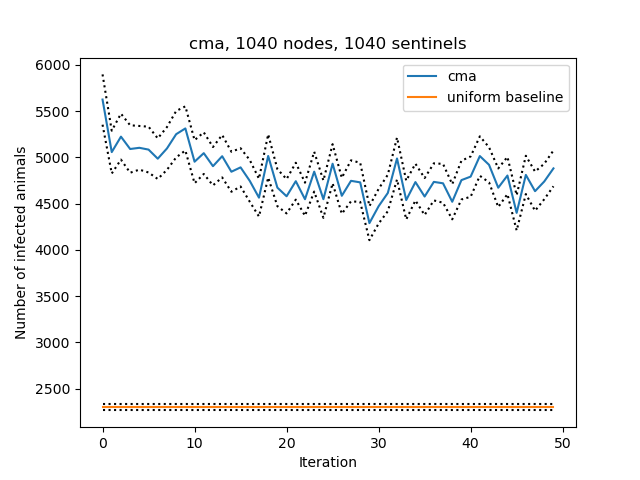 cma, 1040 nodes, 1040 sentinels
cma
uniform baseline
Number of infected animals
6000
5500
5000
4500
4000
3500
3000
2500
0 10 20 30 40 50
Iteration